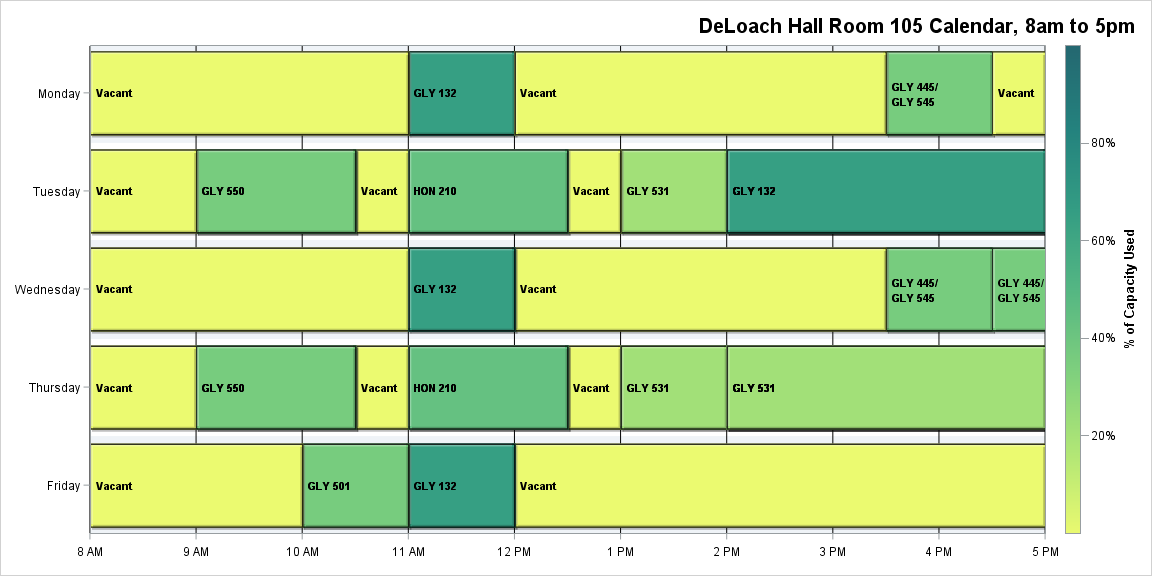 DeLoach Hall Room 105 Calendar, 8am to 5pm
Monday
Vacant
GLY 132
Vacant
GLY 445/
GLY 545
Vacant
Tuesday
Vacant
GLY 550
Vacant
HON 210
Vacant
GLY 531
GLY 132
Wednesday
Vacant
GLY 132
Vacant
GLY 445/
GLY 545
GLY 445/
GLY 545
Thursday
Vacant
GLY 550
Vacant
HON 210
Vacant
GLY 531
GLY 531
Friday
Vacant
GLY 501
GLY 132
Vacant
8 AM
9 AM
10 AM
11 AM
12 PM
1 PM
2 PM
3 PM
4 PM
5 PM
80%
60%
40%
20%
% of Capacity Used